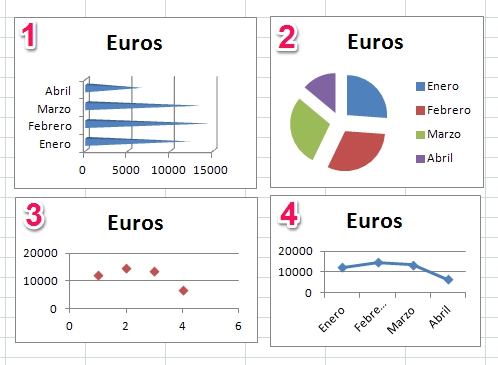 1
Euros
Abril
Marzo
Febrero
Enero
0 5000 10000 15000
2
Euros
Enero
Febrero
Marzo
Abril
3
Euros
20000
10000
0
0 2 4 6
4
Euros
20000
10000
0
Enero Febre... Marzo Abril